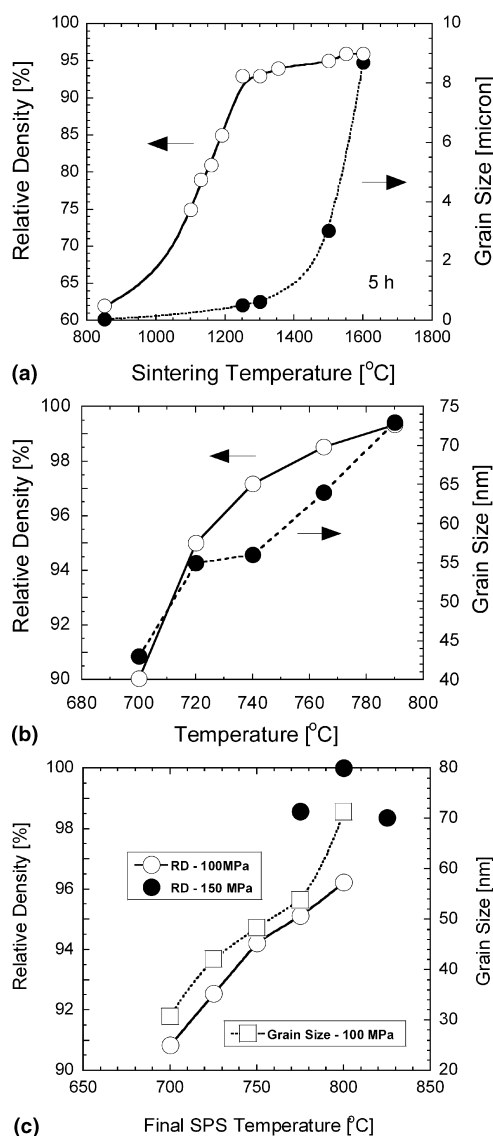 100
95
90
85
80
75
70
65
60
Relative Density [%]
10
8
6
4
2
0
Grain Size [micron]
5 h
800 1000 1200 1400 1600 1800
(a) Sintering Temperature [°C]
100
98
96
94
92
90
Relative Density [%]
75
70
65
60
55
50
45
40
Grain Size [nm]
680 700 720 740 760 780 800
(b) Temperature [°C]
100
98
96
94
92
90
Relative Density [%]
80
70
60
50
40
30
20
Grain Size [nm]
RD - 100MPa
RD - 150 MPa
Grain Size - 100 MPa
650 700 750 800 850
(c) Final SPS Temperature [°C]